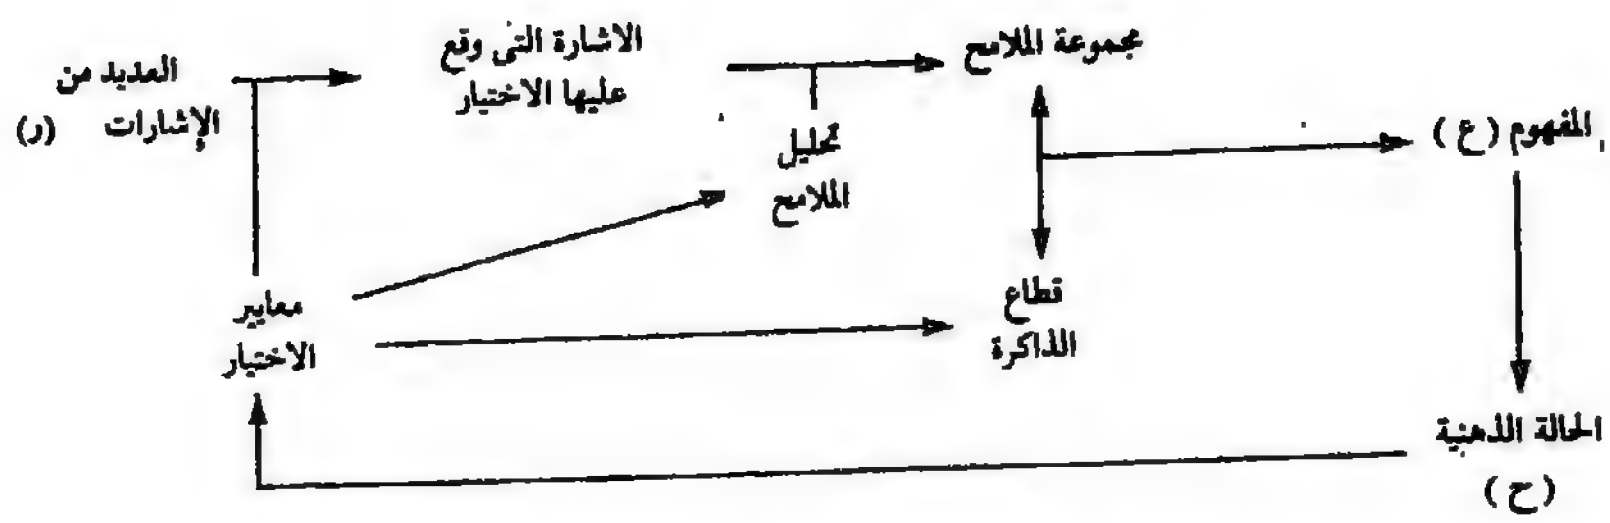 العديد من
الإشارات (ر)
الاشارة التى وقع
عليها الاختيار
مجموعة الملامح
تحليل
الملامح
المفهوم (ع)
معايير
الاختيار
قطاع
الذاكرة
الحالة الذهنية
(ح)